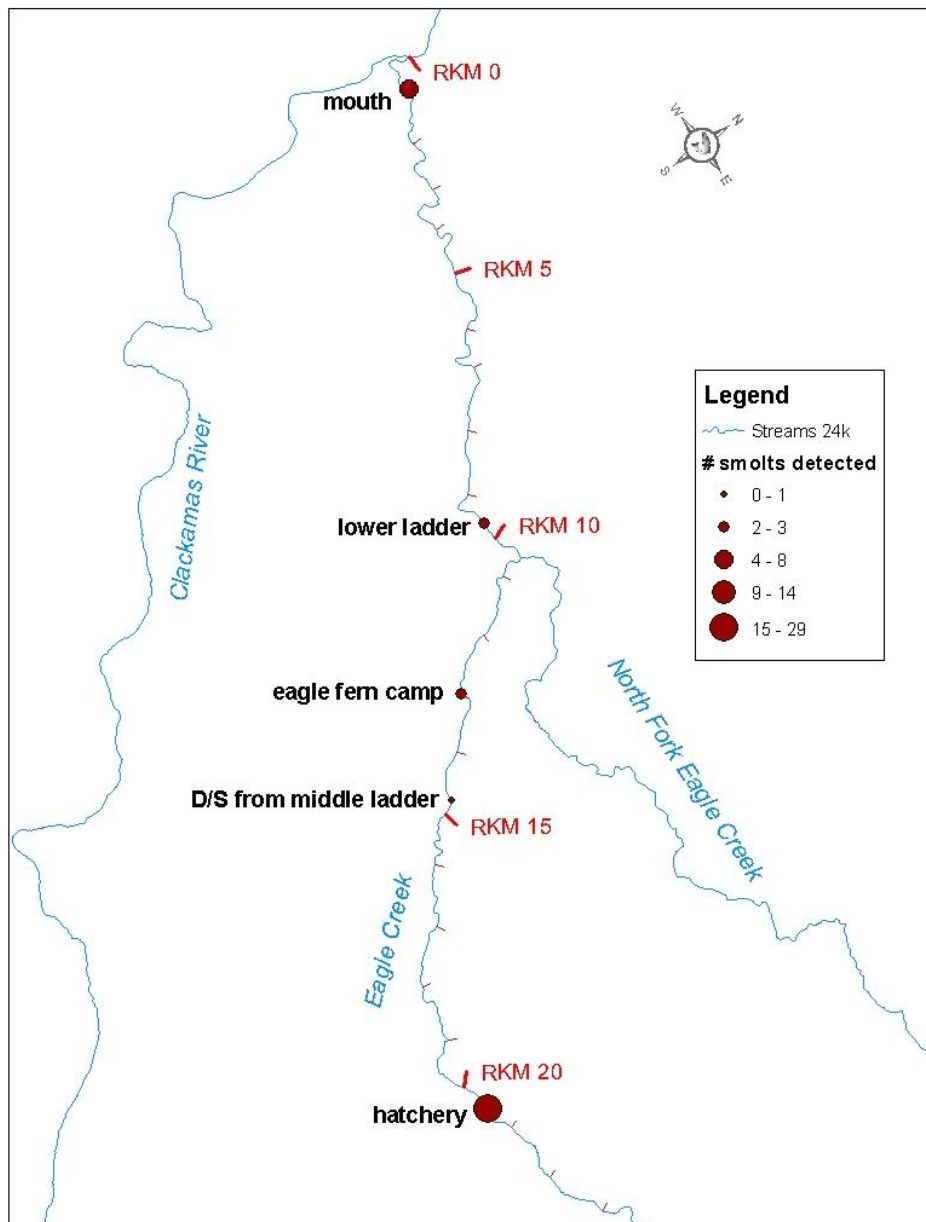 RKM 0
mouth
W
N
S
E
RKM 5
Legend
Streams 24k
# smolts detected
0 - 1
2 - 3
4 - 8
9 - 14
15 - 29
Clackamas River
lower ladder
RKM 10
eagle fern camp
North Fork Eagle Creek
D/S from middle ladder
RKM 15
Eagle Creek
RKM 20
hatchery